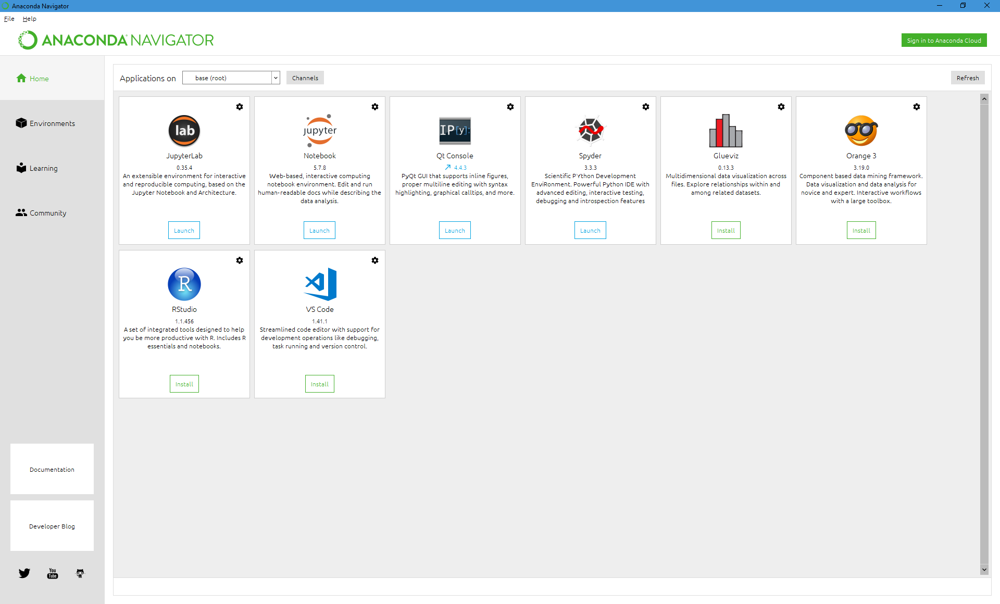 Anaconda Navigator
File Help
ANACONDA NAVIGATOR
Sign in to Anaconda Cloud
Home
Environments
Learning
Community
Documentation
Developer Blog
You
Tube
Applications on base (root) Channels Refresh
lab
JupyterLab
0.35.4
An extensible environment for interactive
and reproducible computing, based on the
Jupyter Notebook and Architecture.
Launch
jupyter
Notebook
5.7.8
Web-based, interactive computing
notebook environment. Edit and run
human-readable docs while describing the
data analysis.
Launch
IP[y]:
Qt Console
4.4.3
PyQt GUI that supports inline figures,
proper multiline editing with syntax
highlighting, graphical calltips, and more.
Launch
Spyder
3.3.3
Scientific PYthon Development
EnviRonment. Powerful Python IDE with
advanced editing, interactive testing,
debugging and introspection features
Launch
Glueviz
0.13.3
Multidimensional data visualization across
files. Explore relationships within and
among related datasets.
Install
Orange 3
3.19.0
Component based data mining framework.
Data visualization and data analysis for
novice and expert. Interactive workflows
with a large toolbox.
Install
R
RStudio
1.1.456
A set of integrated tools designed to help
you be more productive with R. Includes R
essentials and notebooks.
Install
VS Code
1.41.1
Streamlined code editor with support for
development operations like debugging,
task running and version control.
Install